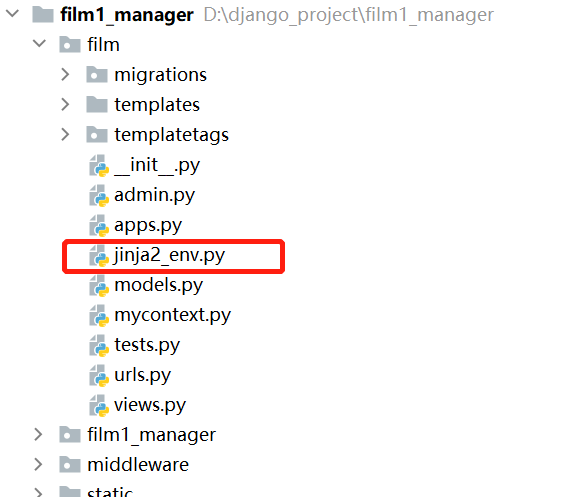 film1_manager D:\django_project\film1_manager
film
migrations
templates
templatetags
__init__.py
admin.py
apps.py
jinja2_env.py
models.py
mycontext.py
tests.py
urls.py
views.py
film1_manager
middleware
static